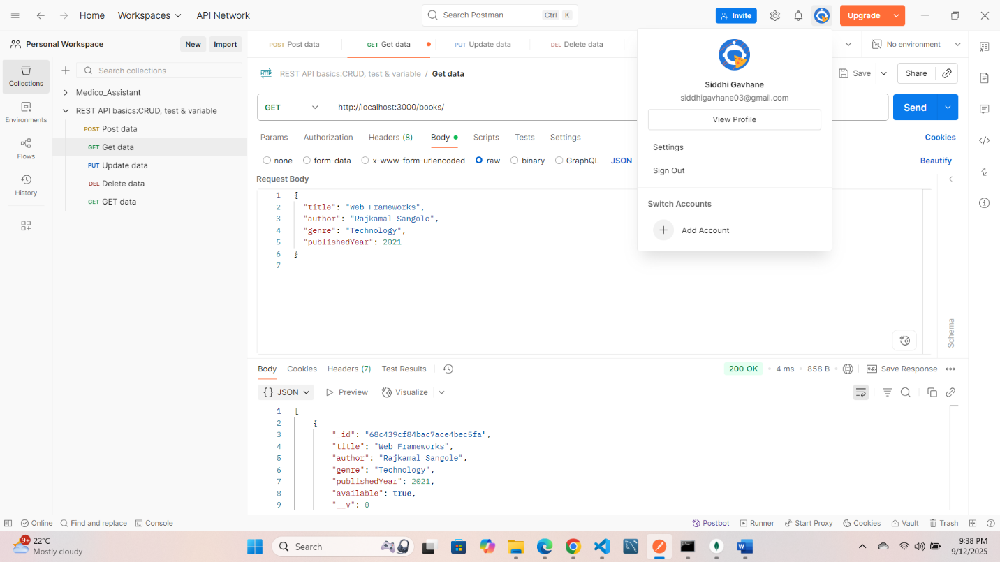 Home Workspaces API Network Search Postman Ctrl K Invite Upgrade
Personal Workspace New Import
POST Post data GET Get data PUT Update data DEL Delete data No environment
Collections
Environments
Flows
History
Search collections
Medico_Assistant
REST API basics:CRUD, test & variable
POST Post data
GET Get data
PUT Update data
DEL Delete data
GET GET data
HTTP REST API basics:CRUD, test & variable / Get data Save Share
GET http://localhost:3000/books/ Send
Params Authorization Headers (8) Body Scripts Tests Settings Cookies
none form-data x-www-form-urlencoded raw binary GraphQL JSON Beautify
Request Body
1 {
2 "title": "Web Frameworks",
3 "author": "Rajkamal Sangole",
4 "genre": "Technology",
5 "publishedYear": 2021
6 }
7
Schema
Siddhi Gavhane
siddhigavhane03@gmail.com
View Profile
Settings
Sign Out
Switch Accounts
Add Account
Body Cookies Headers (7) Test Results 200 OK 4 ms 858 B e.g. Save Response
{} JSON Preview Visualize
1 [
2 {
3 "_id": "68c439cf84bac7ace4bec5fa",
4 "title": "Web Frameworks",
5 "author": "Rajkamal Sangole",
6 "genre": "Technology",
7 "publishedYear": 2021,
8 "available": true,
9 "__v": 0
Online Find and replace Console Postbot Runner Start Proxy Cookies Vault Trash
9+ 22°C
Mostly cloudy
Search
9:38 PM
9/12/2025